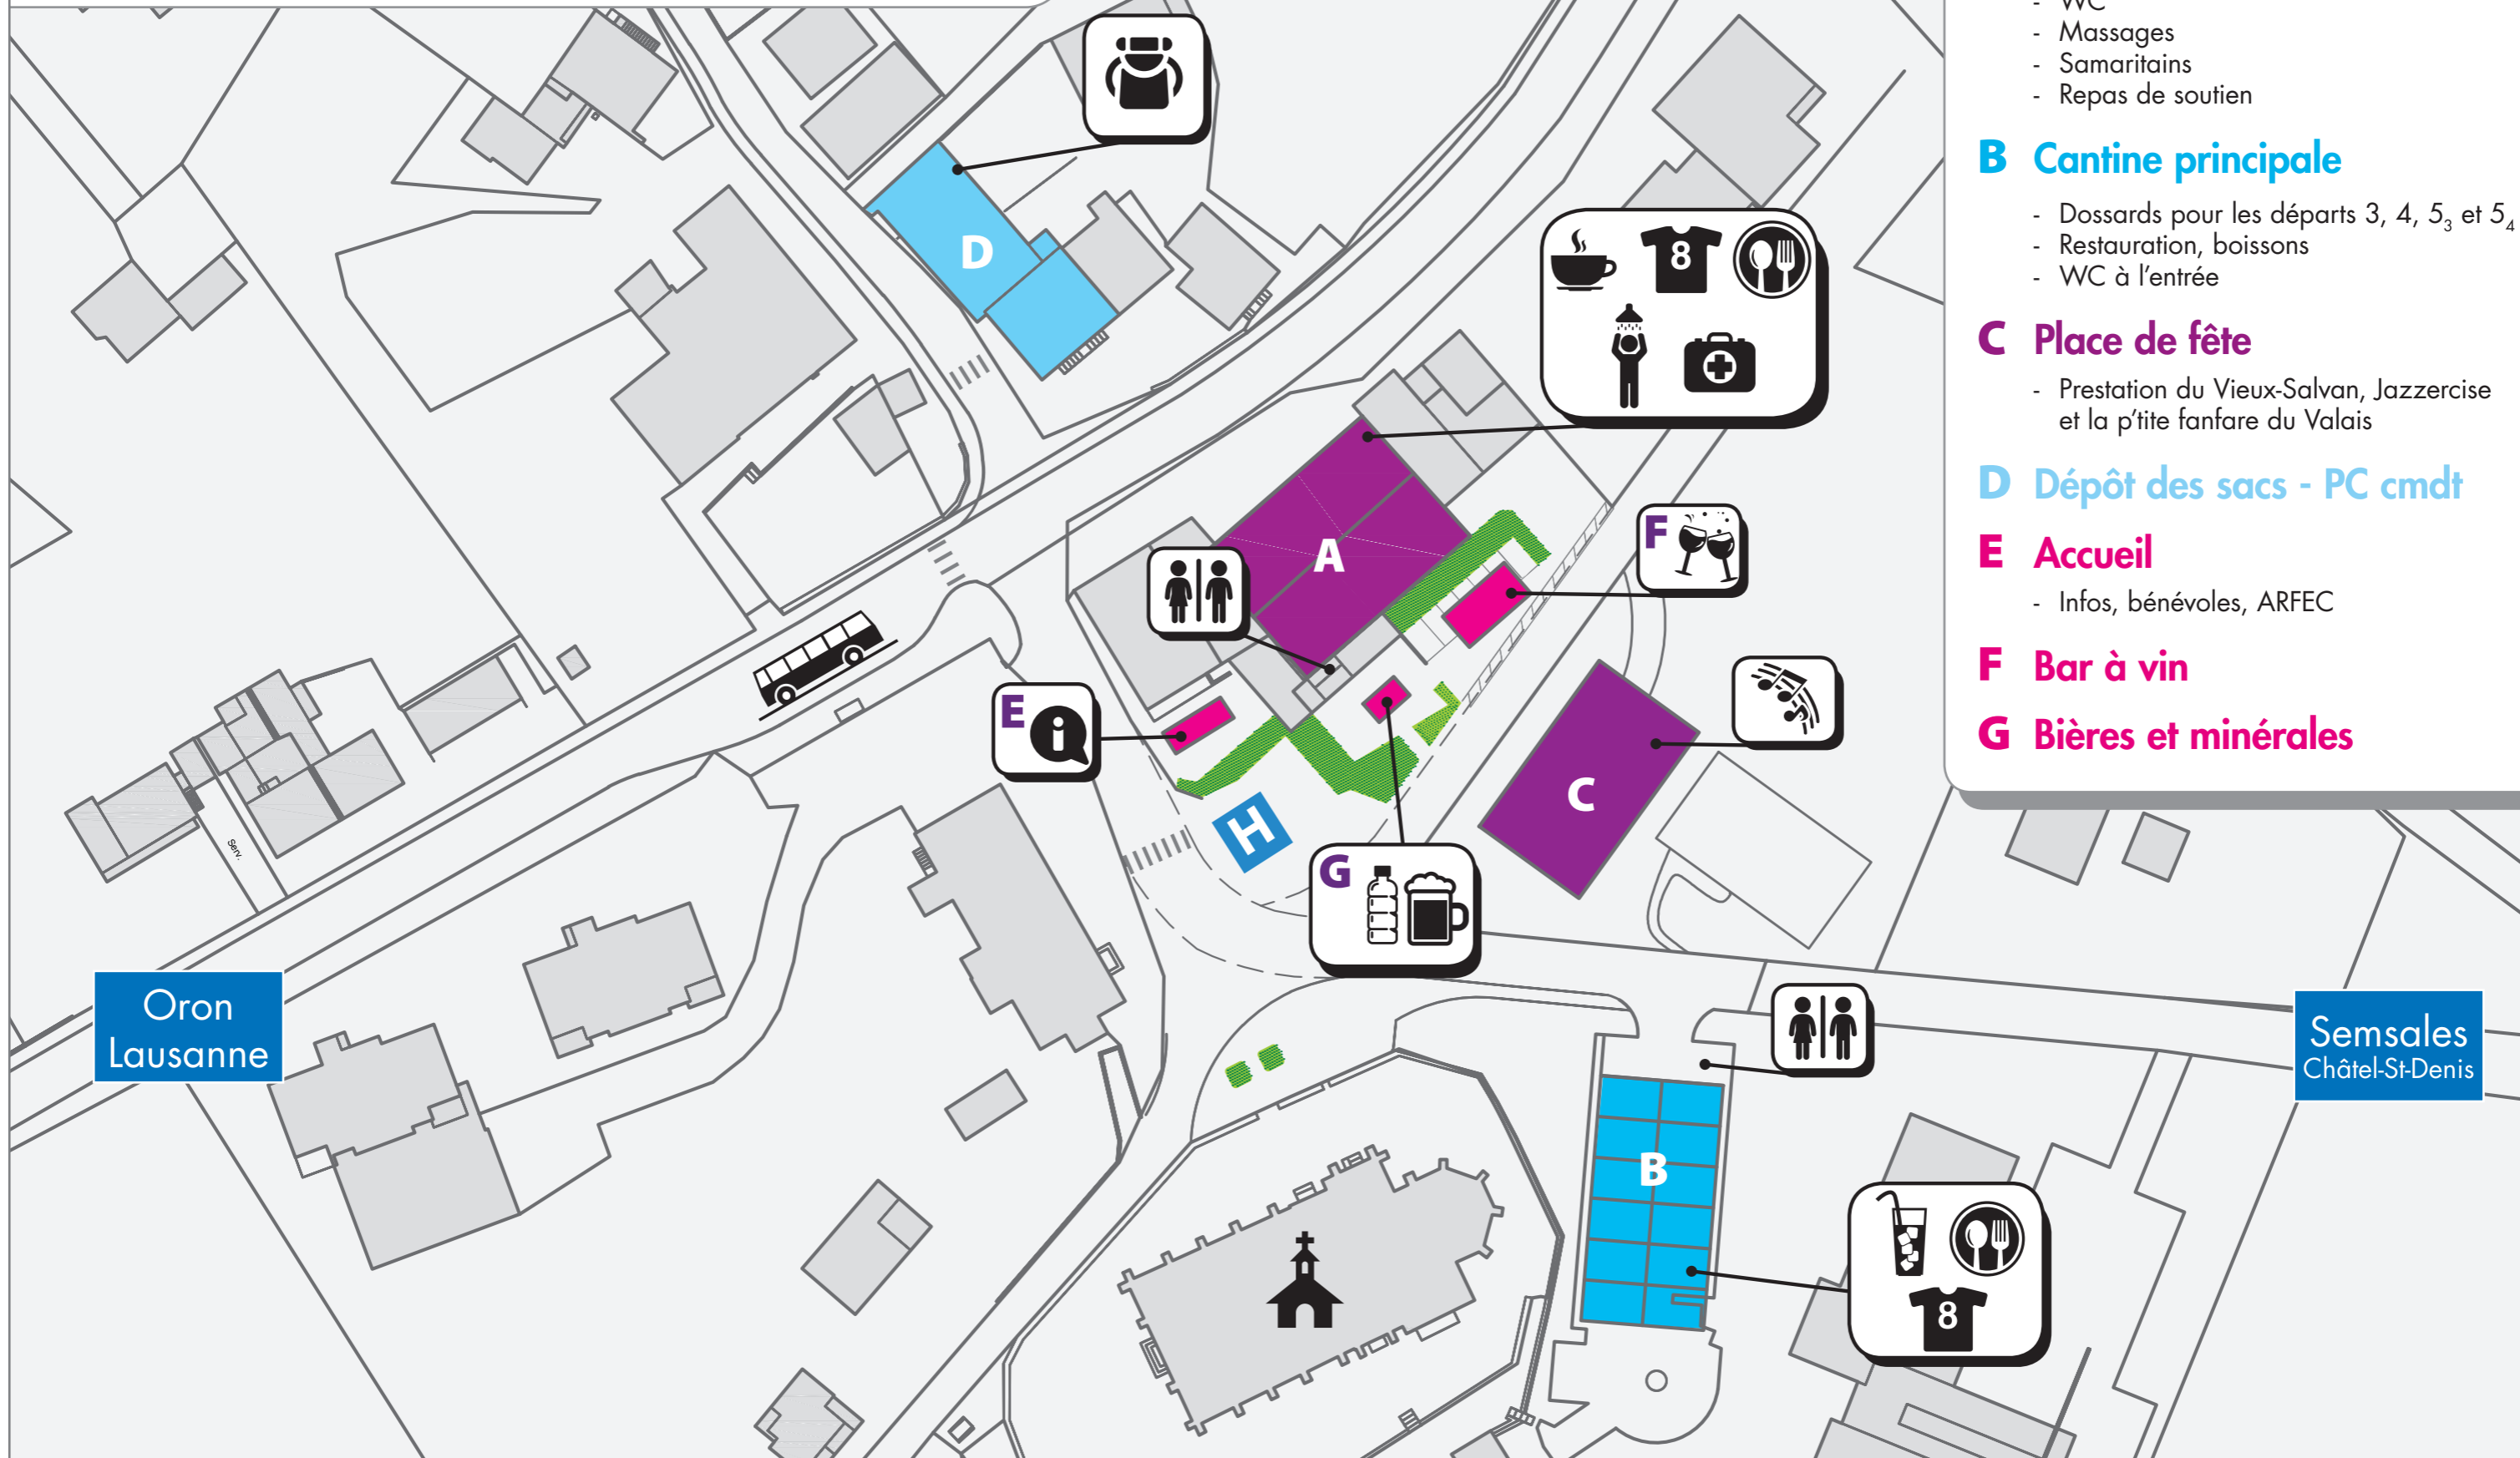 - WC
- Massages
- Samaritains
- Repas de soutien
B Cantine principale
- Dossards pour les départs 3, 4, 5₃ et 5₄
- Restauration, boissons
- WC à l'entrée
C Place de fête
- Prestation du Vieux-Salvan, Jazzercise
et la p'tite fanfare du Valais
D Dépôt des sacs - PC cmdt
E Accueil
- Infos, bénévoles, ARFEC
F Bar à vin
G Bières et minérales
D
8
A
F
E
i
C
H
G
Serv.
Oron
Lausanne
Semsales
Châtel-St-Denis
B
8